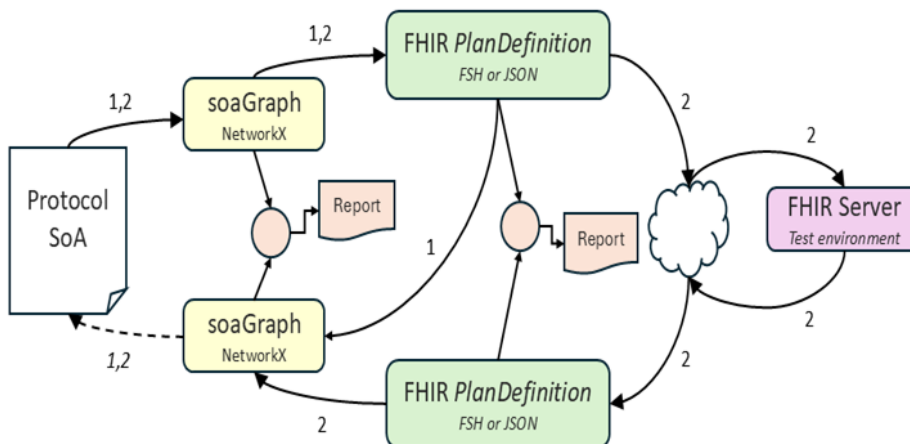 1,2
FHIR PlanDefinition
FSH or JSON
1,2
soaGraph
NetworkX
2
2
Protocol
SoA
Report
Report
FHIR Server
Test environment
1
2
soaGraph
NetworkX
1,2
2
FHIR PlanDefinition
FSH or JSON
2